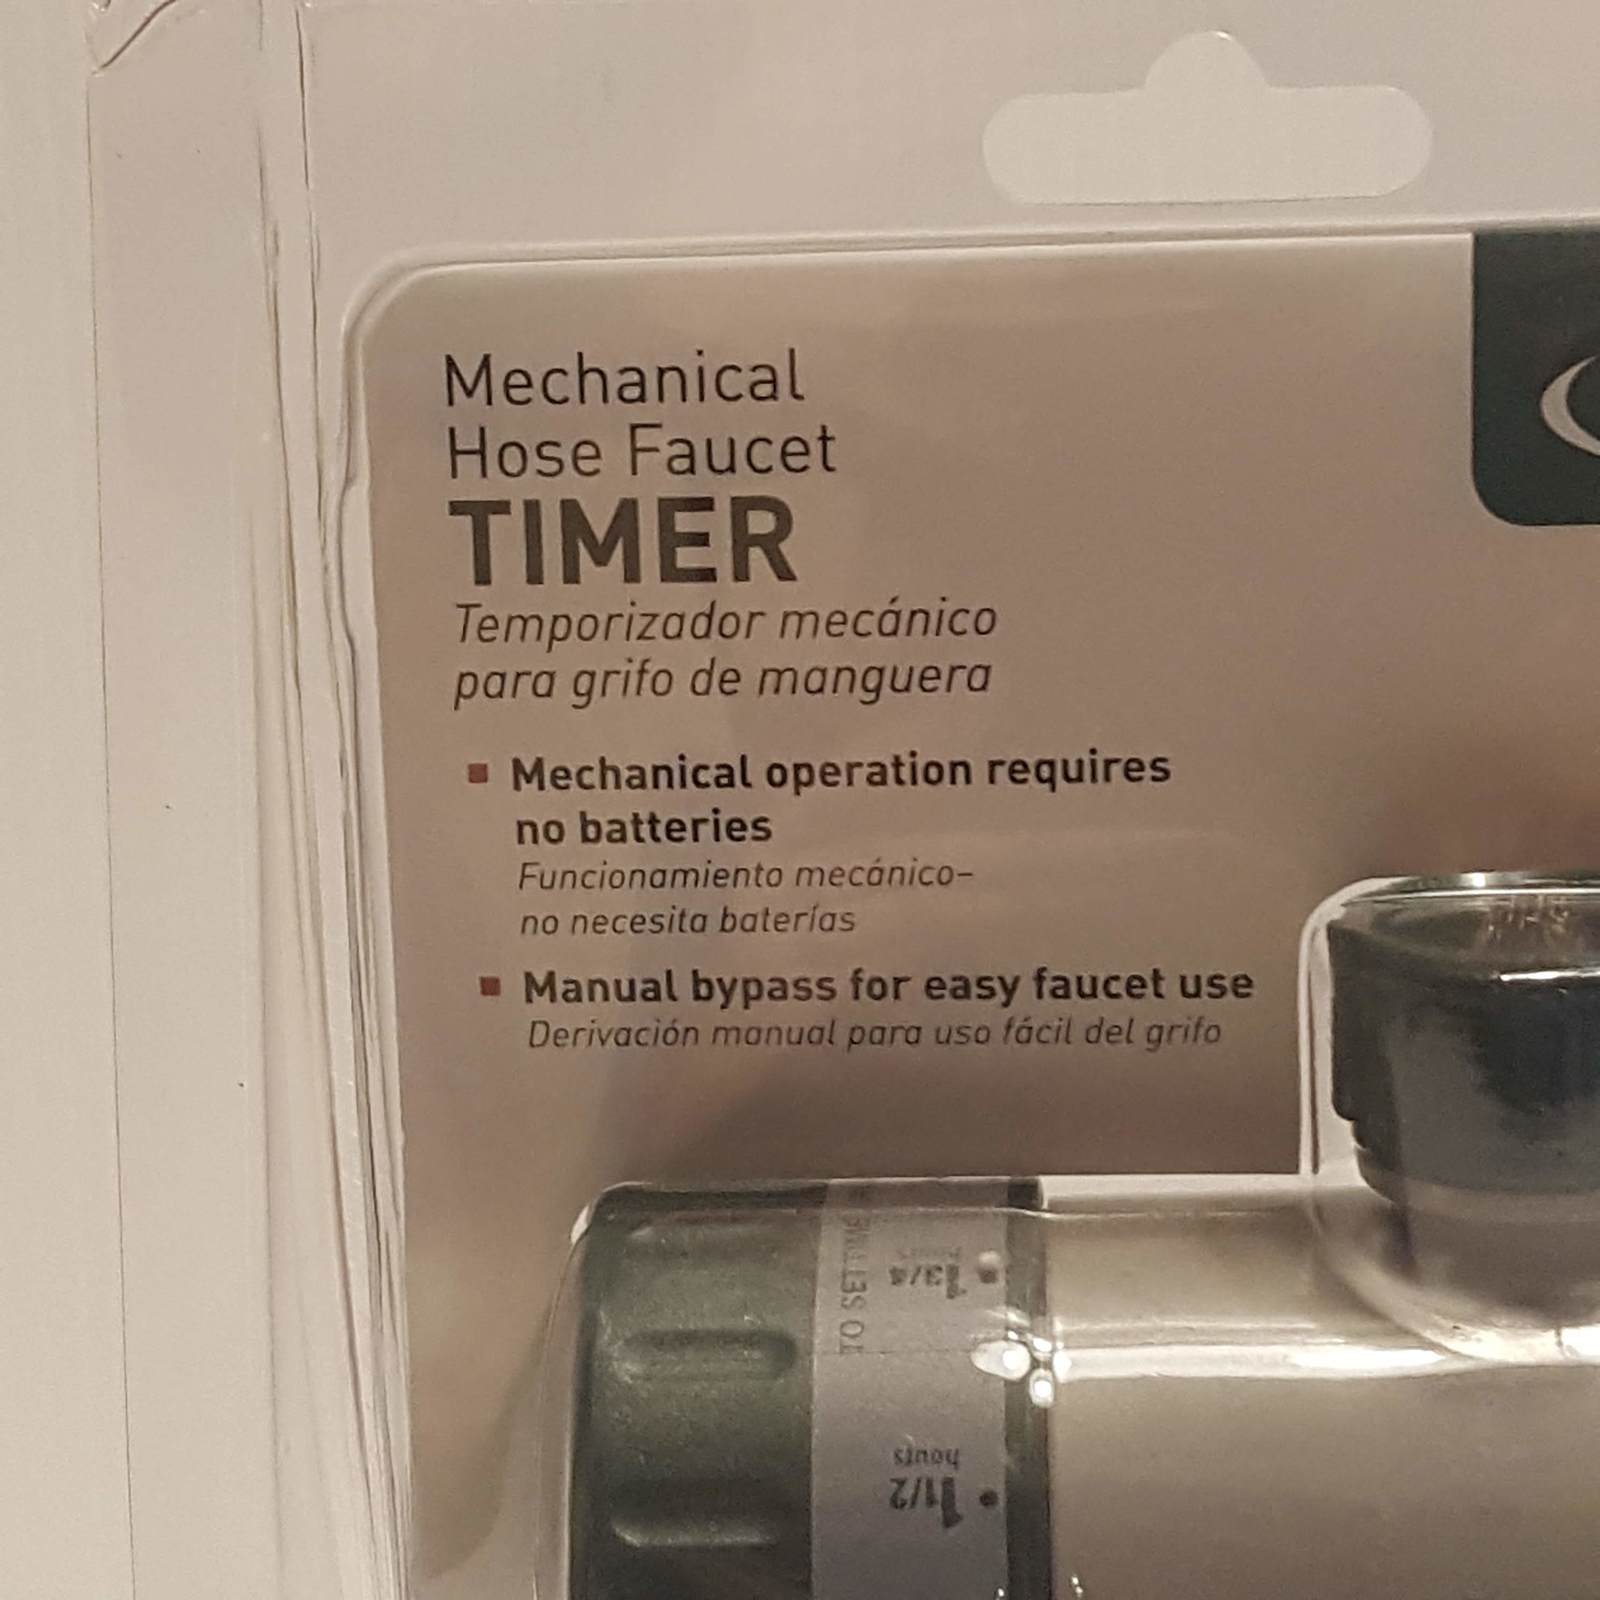 Mechanical
Hose Faucet
TIMER
Temporizador mecánico
para grifo de manguera
Mechanical operation requires
no batteries
Funcionamiento mecánico–
no necesita baterías
Manual bypass for easy faucet use
Derivación manual para uso fácil del grifo
TO SET
1 3/4
hours
1 1/2